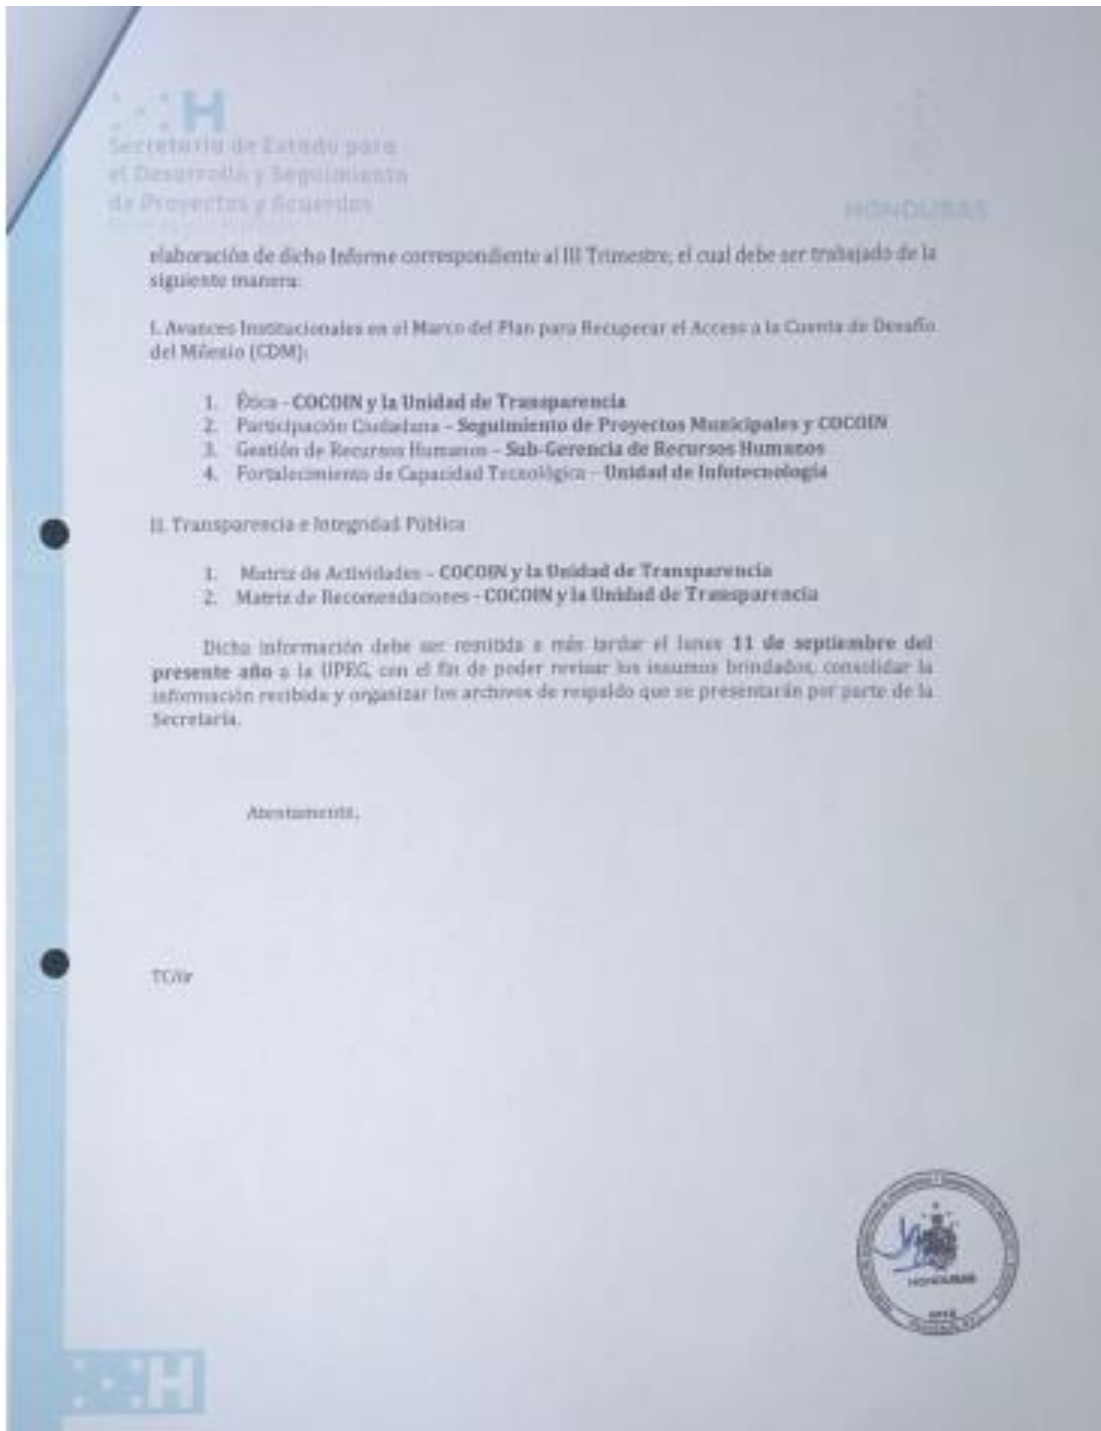 H
Secretaría de Estado para
el Desarrollo y Seguimiento
de Proyectos y Acuerdos
HONDURAS
elaboración de dicho Informe correspondiente al III Trimestre, el cual debe ser trabajado de la
siguiente manera:
I. Avances Institucionales en el Marco del Plan para Recuperar el Acceso a la Cuenta de Desafío
del Milenio (CDM):
1. Ética - COCOIN y la Unidad de Transparencia
2. Participación Ciudadana – Seguimiento de Proyectos Municipales y COCOIN
3. Gestión de Recursos Humanos – Sub-Gerencia de Recursos Humanos
4. Fortalecimiento de Capacidad Tecnológica – Unidad de Infotecnología
II. Transparencia e Integridad Pública
1. Matriz de Actividades – COCOIN y la Unidad de Transparencia
2. Matriz de Recomendaciones - COCOIN y la Unidad de Transparencia
Dicha información debe ser remitida a más tardar el lunes 11 de septiembre del
presente año a la UPEG, con el fin de poder revisar los insumos brindados, consolidar la
información recibida y organizar los archivos de respaldo que se presentarán por parte de la
Secretaría.
Atentamente,
HONDURAS
H